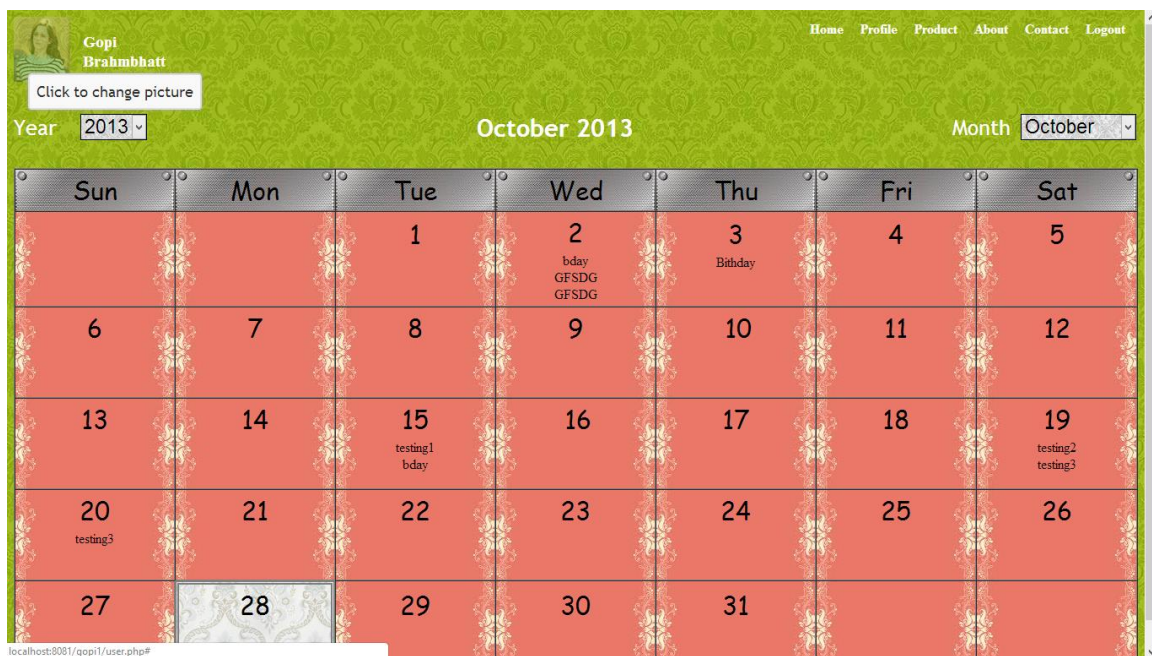 Gopi
Brahmbhatt
Home Profile Product About Contact Logout
Click to change picture
Year 2013 October 2013 Month October
Sun Mon Tue Wed Thu Fri Sat
1 2 3 4 5
bday Bithday
GFSDG
GFSDG
6 7 8 9 10 11 12
13 14 15 16 17 18 19
testing1 testing2
bday testing3
20 21 22 23 24 25 26
testing3
27 28 29 30 31
localhost:8081/gopi1/user.php#